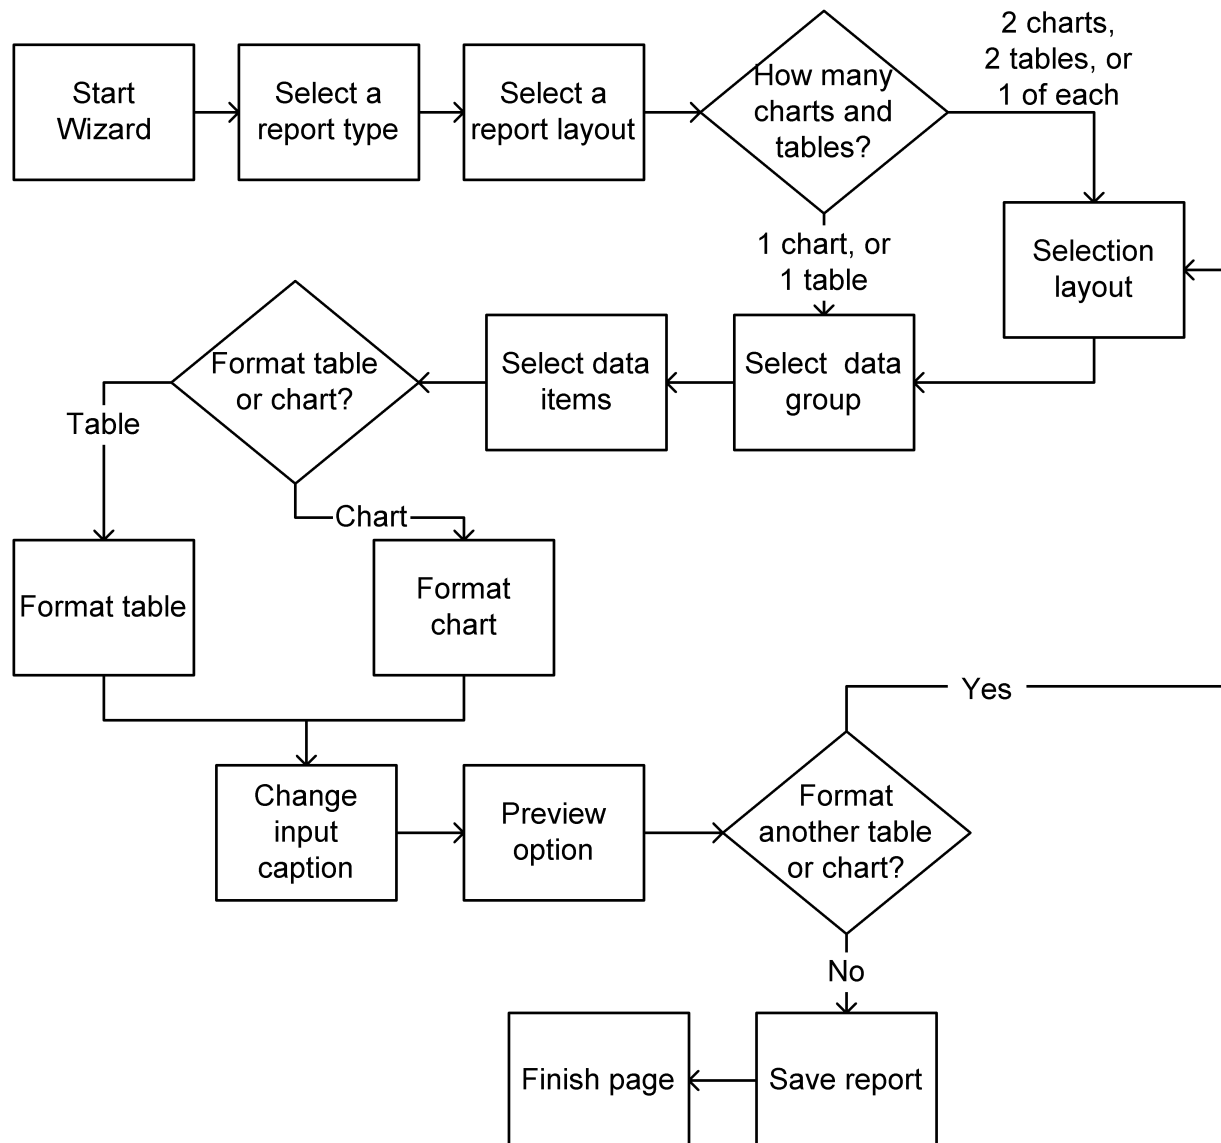 Start
Wizard
Select a
report type
Select a
report layout
How many
charts and
tables?
2 charts,
2 tables, or
1 of each
1 chart, or
1 table
Selection
layout
Select data
group
Select data
items
Format table
or chart?
Table
Chart
Format table
Format
chart
Change
input
caption
Preview
option
Format
another table
or chart?
Yes
No
Save report
Finish page